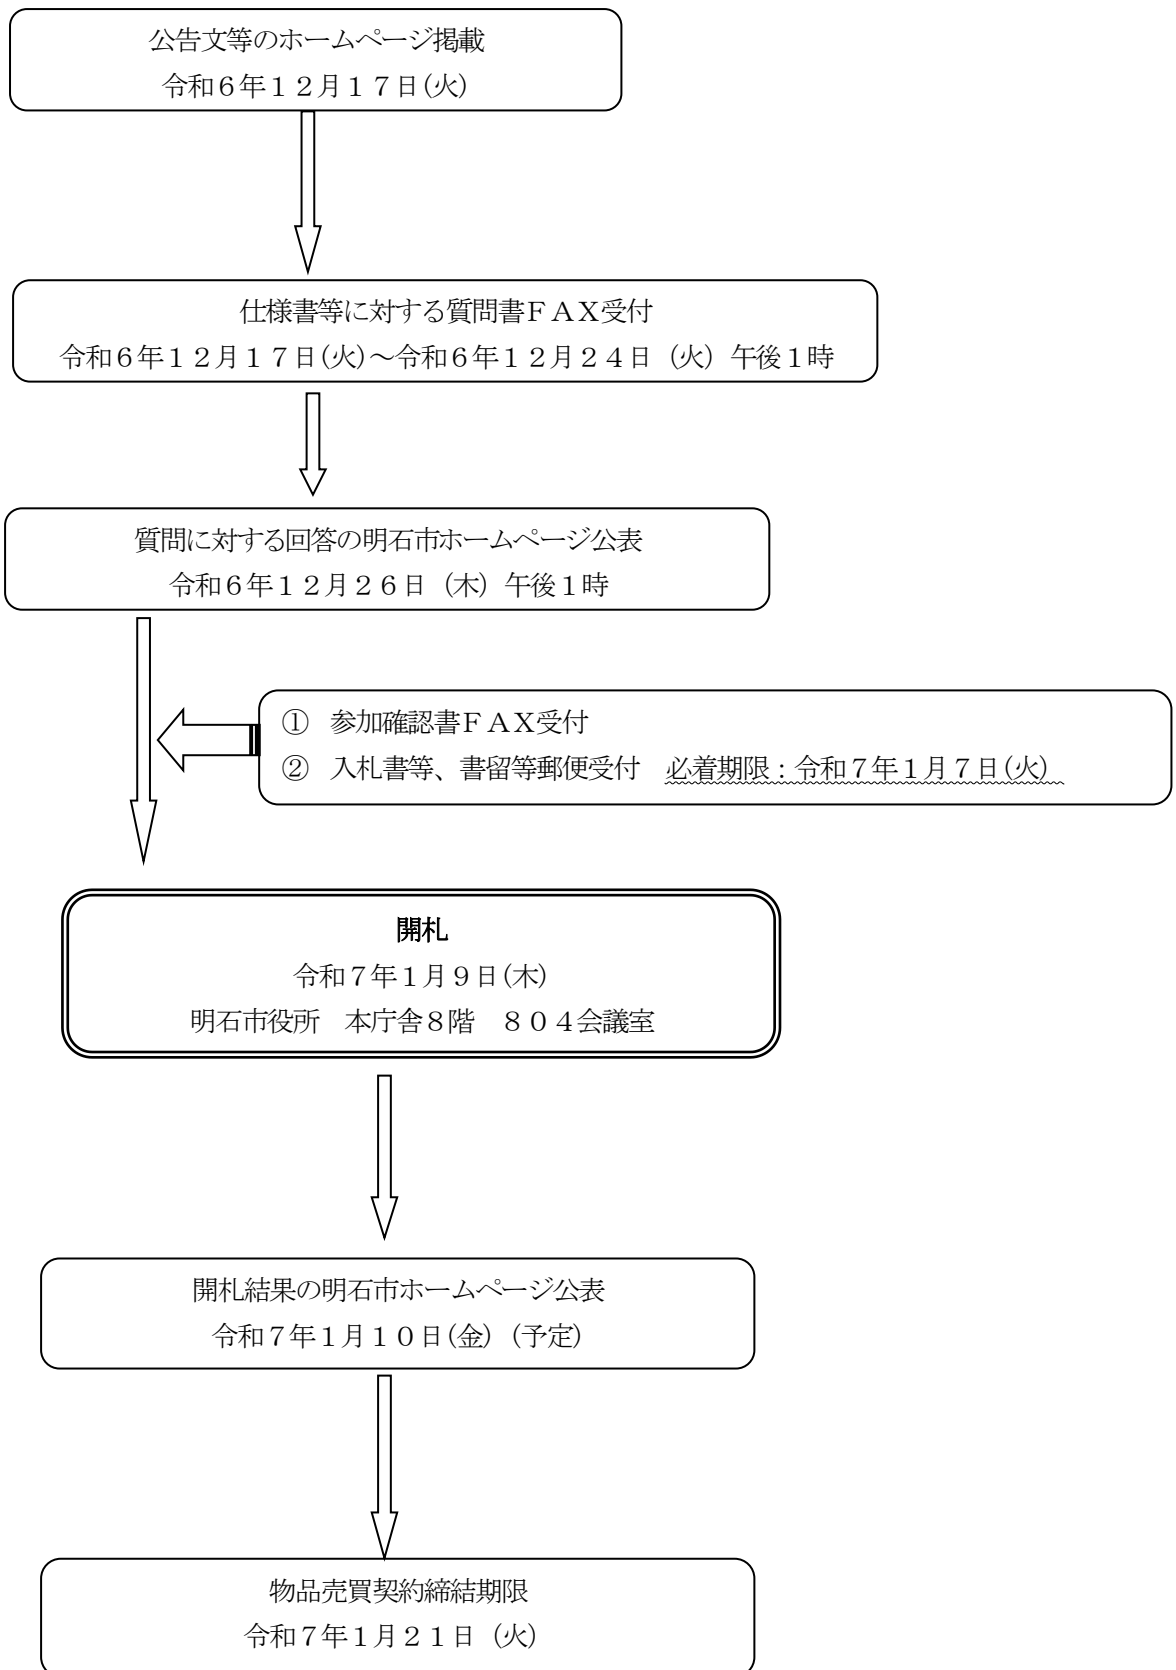 公告文等のホームページ掲載
令和６年１２月１７日(火)
仕様書等に対する質問書ＦＡＸ受付
令和６年１２月１７日(火)～令和６年１２月２４日（火）午後１時
質問に対する回答の明石市ホームページ公表
令和６年１２月２６日（木）午後１時
①　参加確認書ＦＡＸ受付
②　入札書等、書留等郵便受付　必着期限：令和７年１月７日(火)
開札
令和７年１月９日(木)
明石市役所　本庁舎８階　８０４会議室
開札結果の明石市ホームページ公表
令和７年１月１０日(金)（予定）
物品売買契約締結期限
令和７年１月２１日（火）